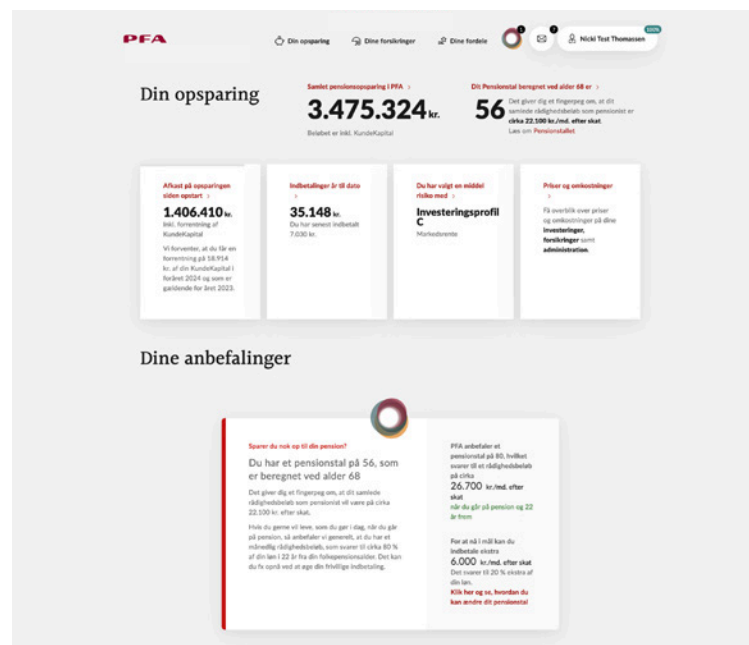 PFA
Din opsparing
Dine forsikringer
Dine fordele
1
7
Nicki Test Thomassen
100%
Din opsparing
Samlet pensionsopsparing i PFA >
3.475.324 kr.
Beløbet er inkl. KundeKapital
Dit Pensionstal beregnet ved alder 68 er >
56
Det giver dig et fingerpeg om, at dit
samlede rådighedsbeløb som pensionist er
cirka 22.100 kr./md. efter skat
Læs om Pensionstallet
Afkast på opsparingen
siden opstart >
1.406.410 kr.
Inkl. forrentning af
KundeKapital
Vi forventer, at du får en
forrentning på 18.914
kr. af din KundeKapital i
foråret 2024 og som er
gældende for året 2023.
Indbetalinger år til dato
>
35.148 kr.
Du har senest indbetalt
7.030 kr.
Du har valgt en middel
risiko med >
Investeringsprofil
C
Markedsrente
Priser og omkostninger
>
Få overblik over priser
og omkostninger på dine
investeringer,
forsikringer samt
administration.
Dine anbefalinger
Sparer du nok op til din pension?
Du har et pensionstal på 56, som
er beregnet ved alder 68
Det giver dig et fingerpeg om, at dit samlede
rådighedsbeløb som pensionist vil være på cirka
22.100 kr. efter skat.
Hvis du gerne vil leve, som du gør i dag, når du går
på pension, så anbefaler vi generelt, at du har et
månedlig rådighedsbeløb, som svarer til cirka 80 %
af din løn i 22 år fra din folkepensionsalder. Det kan
du fx opnå ved at øge din frivillige indbetaling.
PFA anbefaler et
pensionstal på 80, hvilket
svarer til et rådighedsbeløb
på cirka
26.700 kr./md. efter
skat
når du går på pension og 22
år frem
For at nå i mål kan du
indbetale ekstra
6.000 kr./md. efter skat
Det svarer til 20 % ekstra af
din løn.
Klik her og se, hvordan du
kan ændre dit pensionstal